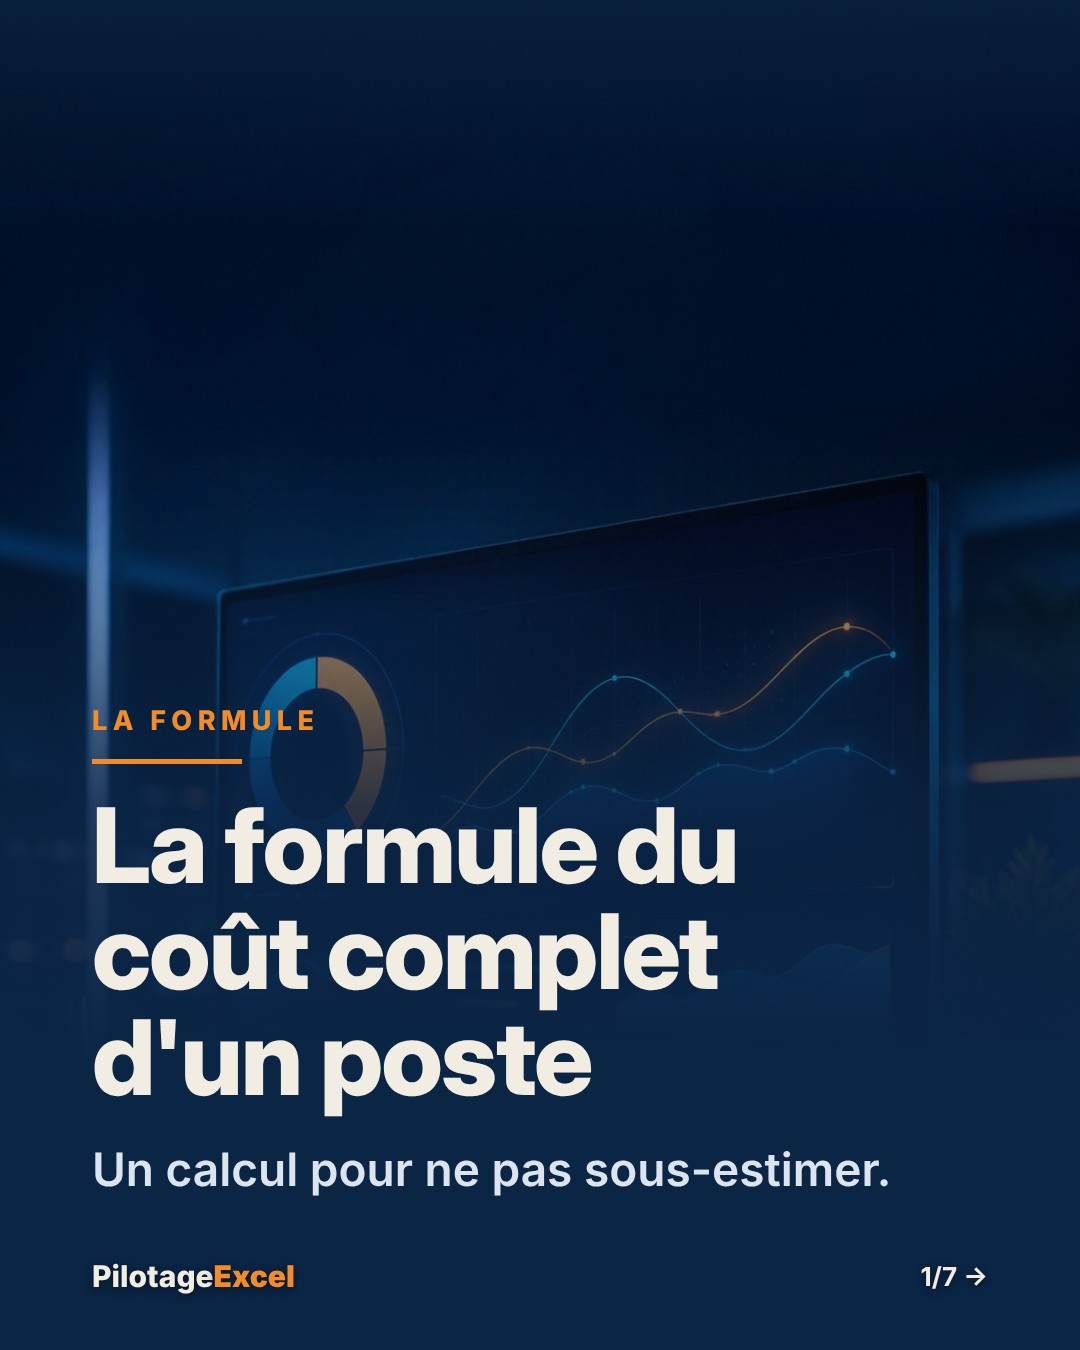 LA FORMULE
La formule du
coût complet
d'un poste
Un calcul pour ne pas sous-estimer.
PilotageExcel
1/7 →